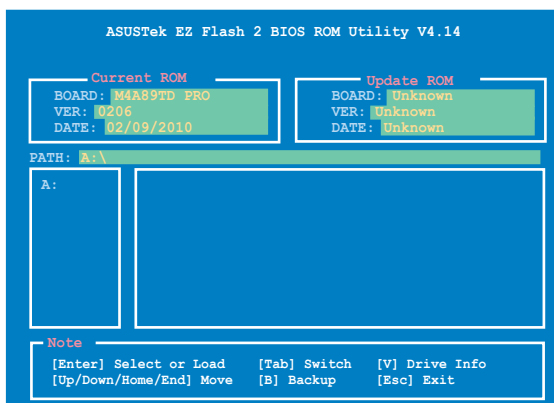 ASUSTek EZ Flash 2 BIOS ROM Utility V4.14
Current ROM
BOARD: M4A89TD PRO
VER: 0206
DATE: 02/09/2010
Update ROM
BOARD: Unknown
VER: Unknown
DATE: Unknown
PATH: A:\
A:
Note
[Enter] Select or Load [Tab] Switch [V] Drive Info
[Up/Down/Home/End] Move [B] Backup [Esc] Exit